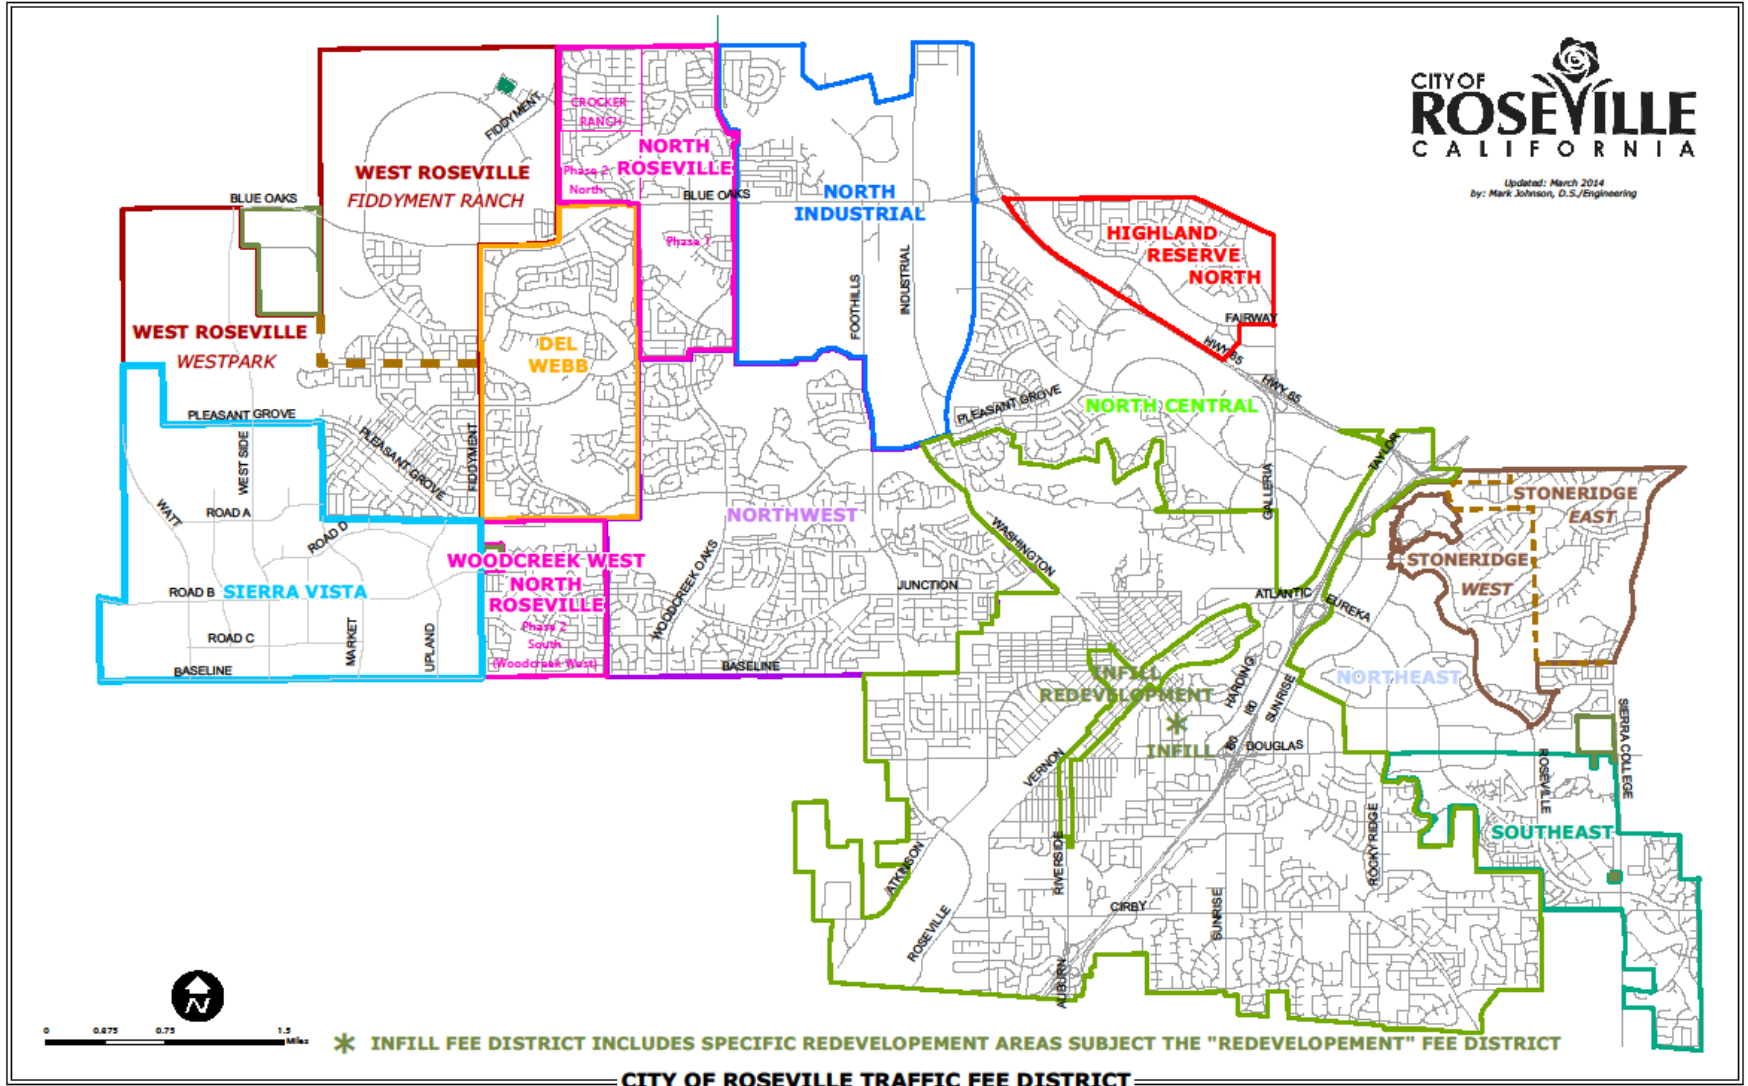 CITY OF
ROSEVILLE
CALIFORNIA
Updated: March 2014
by: Mark Johnson, D.S./Engineering
FIDDYMENT
CROCKER
RANCH
NORTH
ROSEVILLE
Phase 2
North
BLUE OAKS
Phase 1
WEST ROSEVILLE
FIDDYMENT RANCH
BLUE OAKS
NORTH
INDUSTRIAL
FOOTHILLS
INDUSTRIAL
HIGHLAND
RESERVE
NORTH
FAIRWAY
HWY 65
HWY 65
WEST ROSEVILLE
WESTPARK
DEL
WEBB
PLEASANT GROVE
NORTH CENTRAL
PLEASANT GROVE
PLEASANT GROVE
WEST SIDE
FIDDYMENT
TAYLOR
GALLERIA
STONERIDGE
EAST
STONERIDGE
WEST
WATT
ROAD A
ROAD D
NORTHWEST
WASHINGTON
WOODCREEK OAKS
JUNCTION
ATLANTIC
EUREKA
WOODCREEK WEST
NORTH
ROSEVILLE
Phase 2
South
(Woodcreek West)
ROAD B
SIERRA VISTA
ROAD C
MARKET
UPLAND
BASELINE
BASELINE
INFILL
REDEVELOPMENT
*
INFILL
HARDING
I80
SUNRISE
NORTHEAST
I80
DOUGLAS
VERNON
SIERRA COLLEGE
ROSEVILLE
ROCKY RIDGE
SOUTHEAST
ATKINSON
RIVERSIDE
CIRBY
SUNRISE
ROSEVILLE
AUBURN
N
0 0.375 0.75 1.5
Miles
* INFILL FEE DISTRICT INCLUDES SPECIFIC REDEVELOPEMENT AREAS SUBJECT THE "REDEVELOPEMENT" FEE DISTRICT
CITY OF ROSEVILLE TRAFFIC FEE DISTRICT